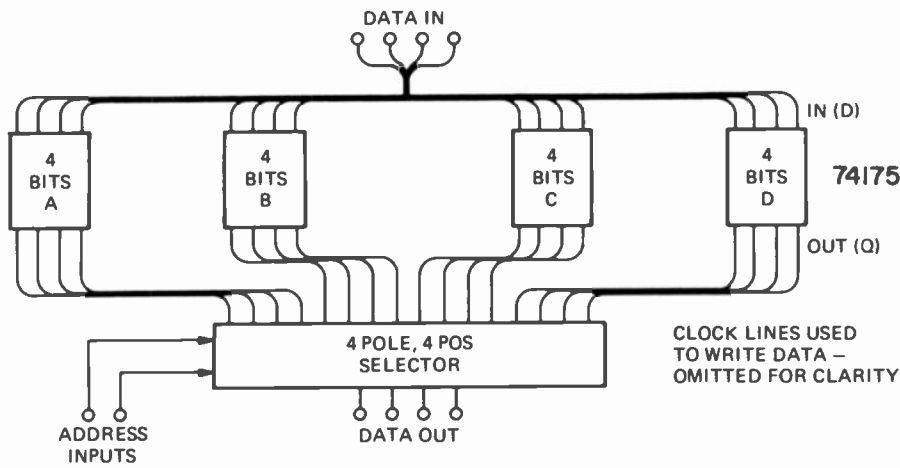 DATA IN
IN (D)
4
BITS
A
4
BITS
B
4
BITS
C
4
BITS
D
74175
OUT (Q)
4 POLE, 4 POS
SELECTOR
CLOCK LINES USED
TO WRITE DATA –
OMITTED FOR CLARITY
ADDRESS
INPUTS
DATA OUT